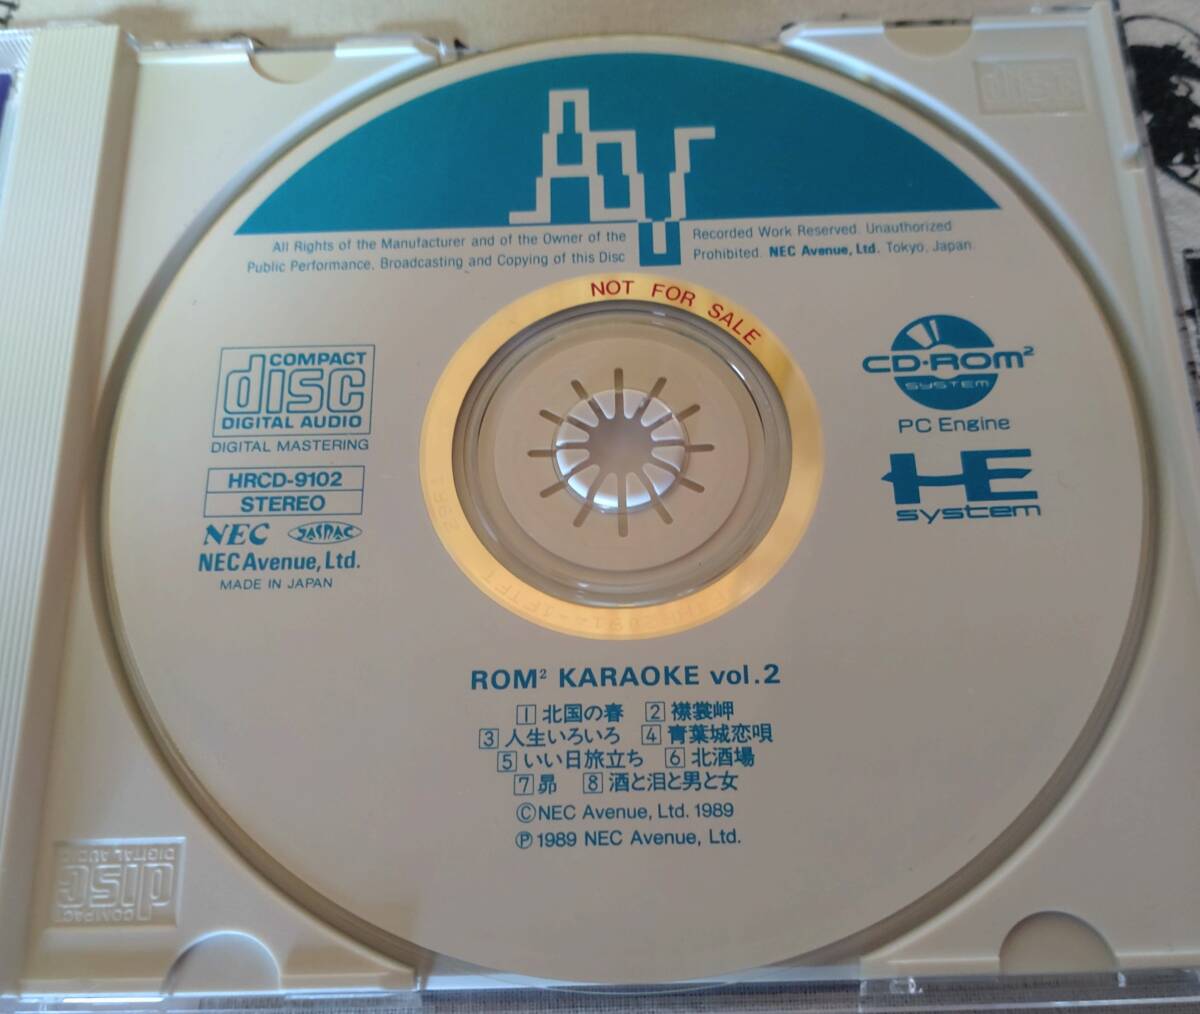 All Rights of the Manufacturer and of the Owner of the Recorded Work Reserved. Unauthorized
Public Performance, Broadcasting and Copying of this Disc Prohibited. NEC Avenue, Ltd. Tokyo, Japan.
NOT FOR SALE
COMPACT
disc
DIGITAL AUDIO
DIGITAL MASTERING
HRCD-9102
STEREO
NEC JASRAC
NEC Avenue, Ltd.
MADE IN JAPAN
CD-ROM²
SYSTEM
PC Engine
HE
system
ROM² KARAOKE vol.2
1 北国の春 2 襟裳岬
3 人生いろいろ 4 青葉城恋唄
5 いい日旅立ち 6 北酒場
7 昴 8 酒と泪と男と女
ⒸNEC Avenue, Ltd. 1989
Ⓟ1989 NEC Avenue, Ltd.
COMPACT
disc
DIGITAL AUDIO